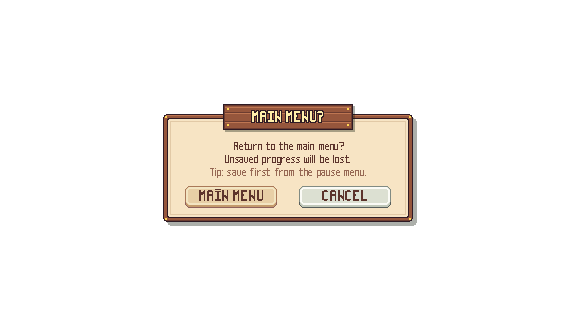 MAIN MENU?
Return to the main menu?
Unsaved progress will be lost.
Tip: save first from the pause menu.
MAIN MENU
CANCEL